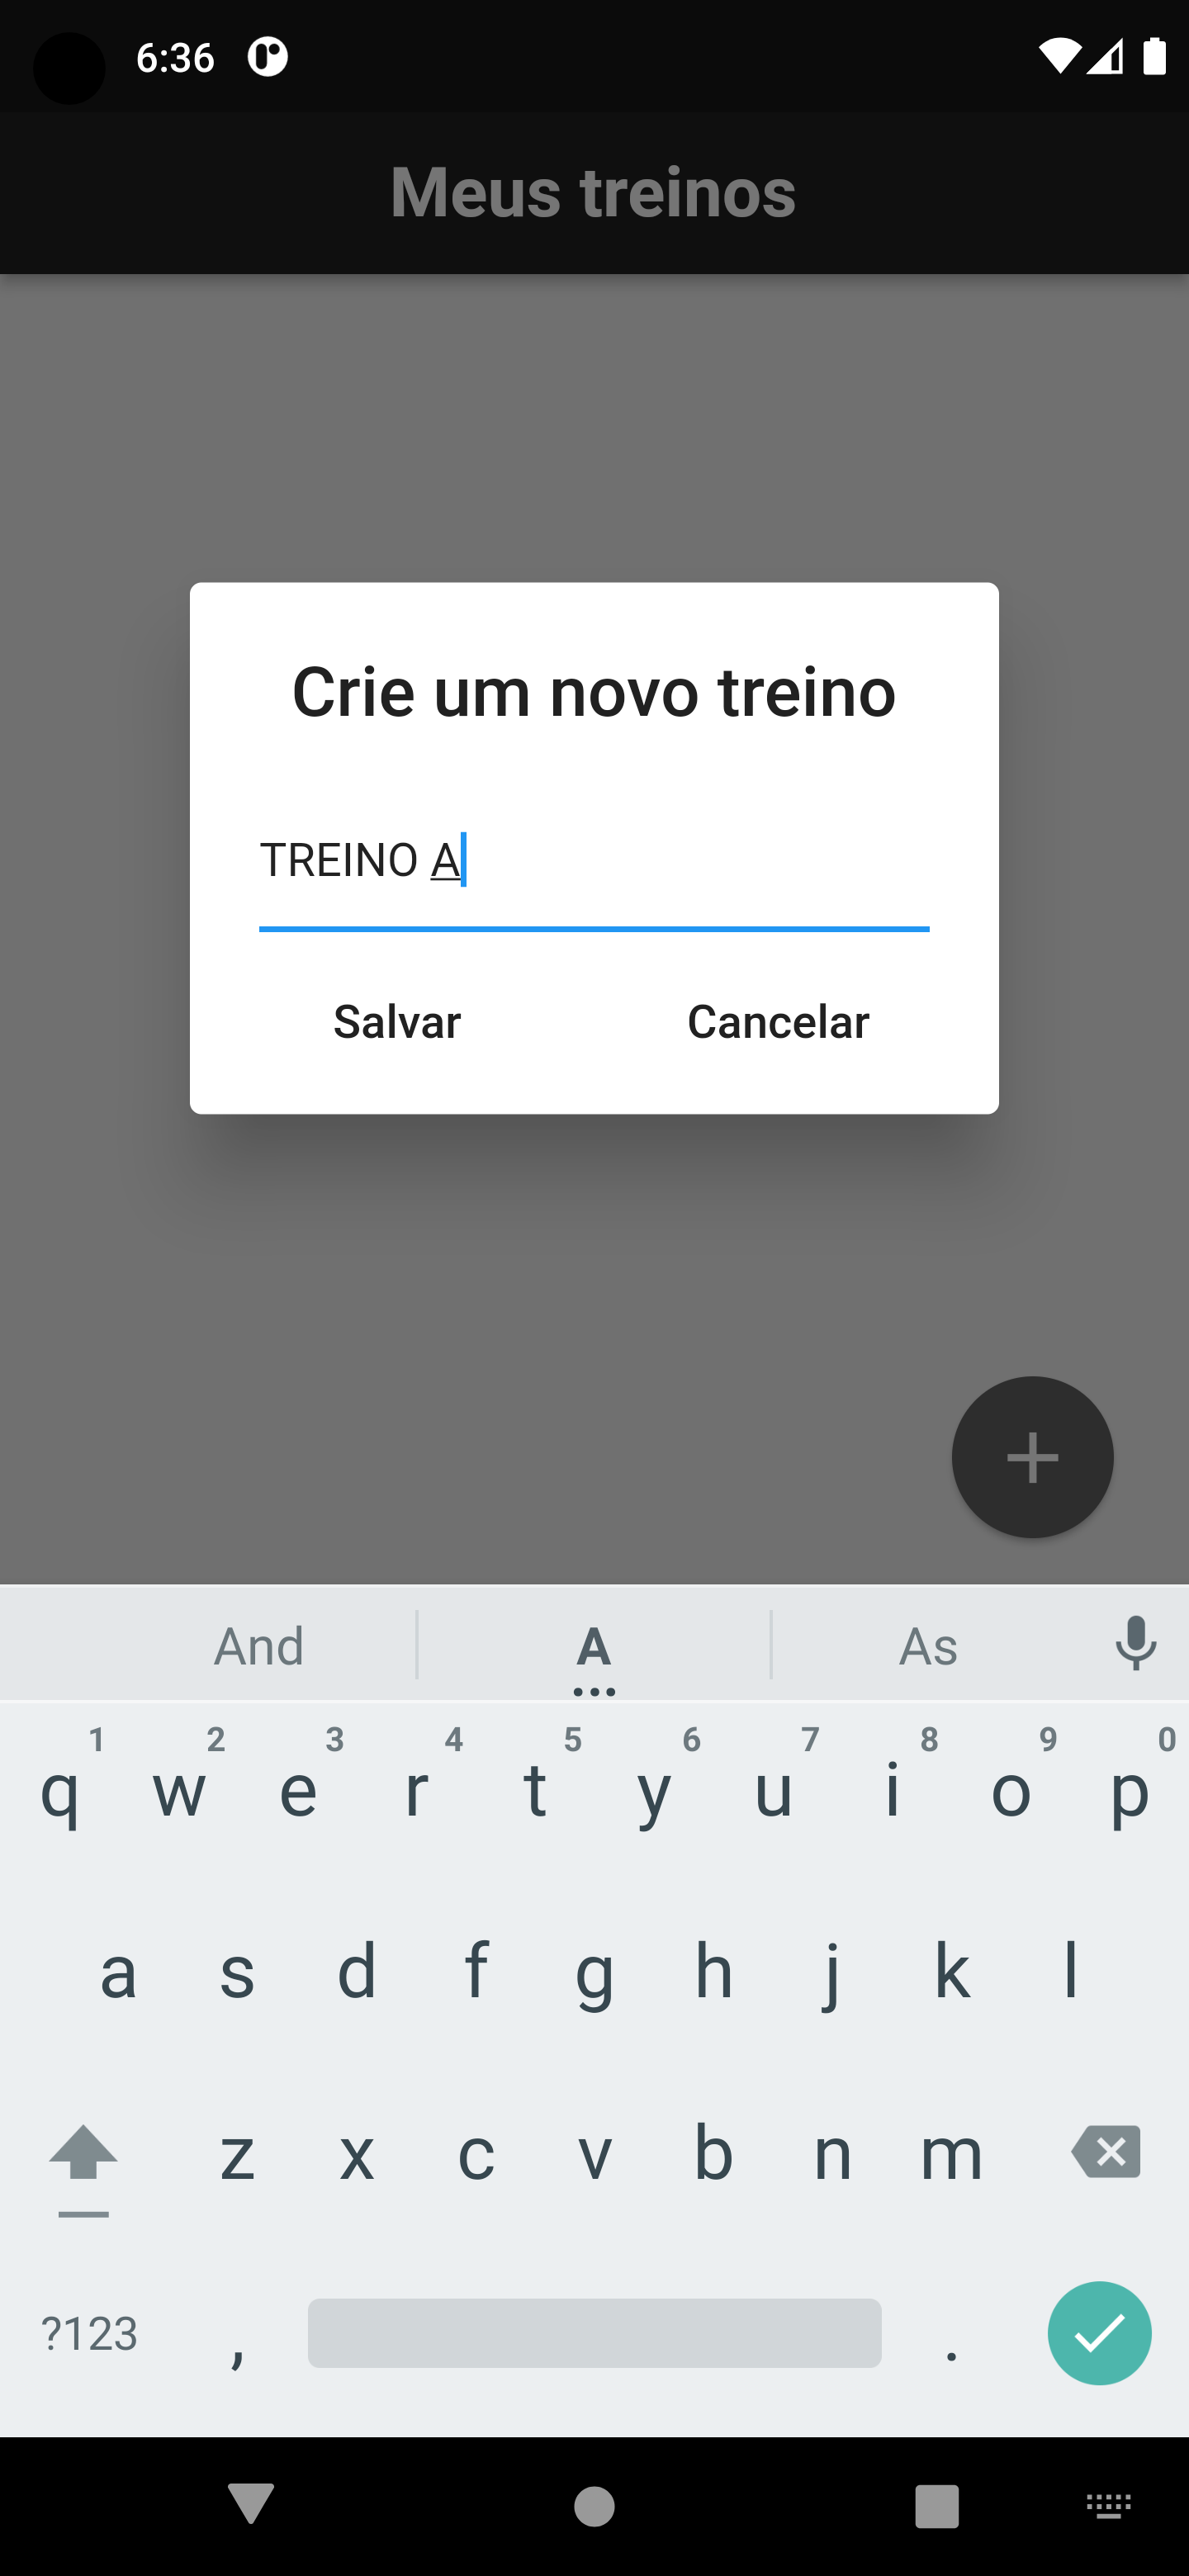 6:36
Meus treinos
Crie um novo treino
TREINO A
Salvar Cancelar
And A As
1 2 3 4 5 6 7 8 9 0
q w e r t y u i o p
a s d f g h j k l
z x c v b n m
?123 , .